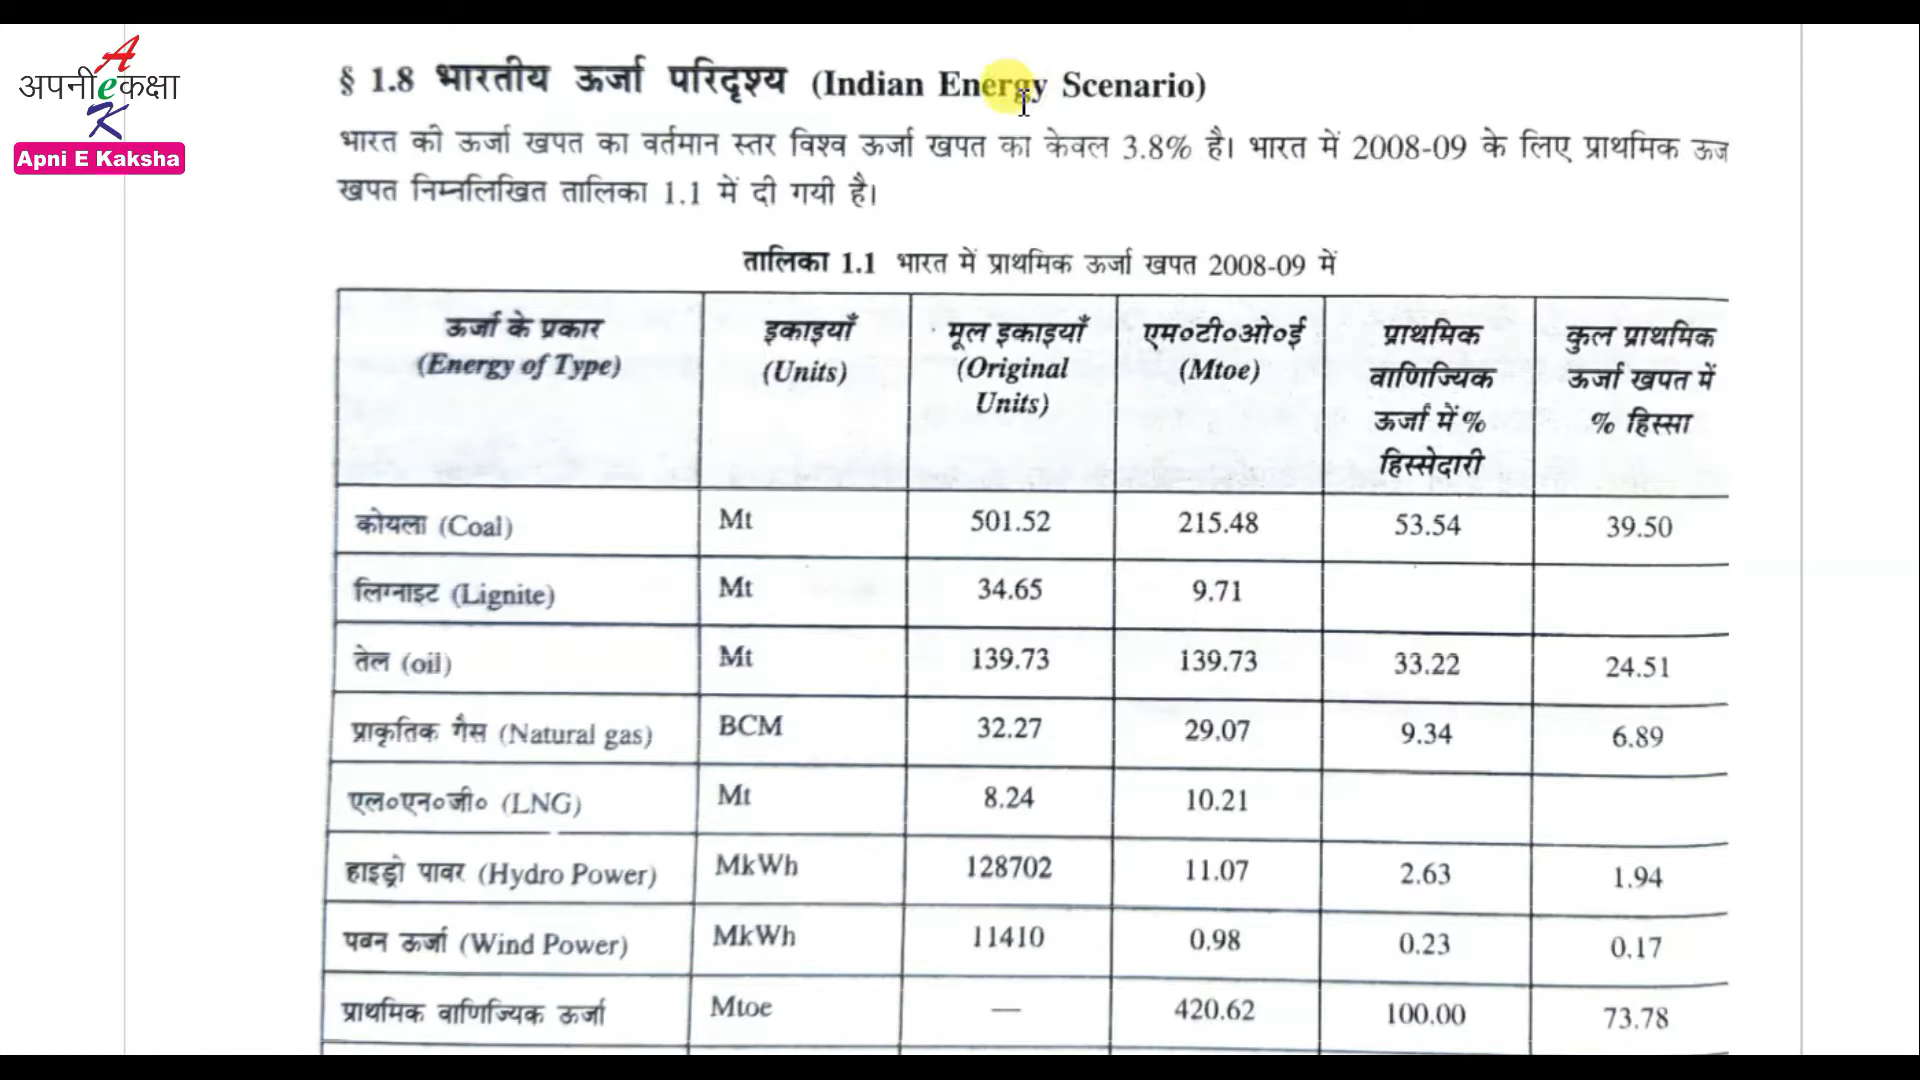 अपनी e कक्षा
A
K
Apni E Kaksha
§ 1.8 भारतीय ऊर्जा परिदृश्य (Indian Energy Scenario)
भारत की ऊर्जा खपत का वर्तमान स्तर विश्व ऊर्जा खपत का केवल 3.8% है। भारत में 2008-09 के लिए प्राथमिक
खपत निम्नलिखित तालिका 1.1 में दी गयी है।
तालिका 1.1 भारत में प्राथमिक ऊर्जा खपत 2008-09 में
ऊर्जा के प्रकार (Energy of Type) इकाइयाँ (Units) मूल इकाइयाँ (Original Units) एम०टी०ओ०ई (Mtoe) प्राथमिक वाणिज्यिक ऊर्जा में % हिस्सेदारी कुल प्राथमिक ऊर्जा खपत में % हिस्सा
कोयला (Coal) Mt 501.52 215.48 53.54 39.50
लिग्नाइट (Lignite) Mt 34.65 9.71
तेल (oil) Mt 139.73 139.73 33.22 24.51
प्राकृतिक गैस (Natural gas) BCM 32.27 29.07 9.34 6.89
एल०एन०जी० (LNG) Mt 8.24 10.21
हाइड्रो पावर (Hydro Power) MkWh 128702 11.07 2.63 1.94
पवन ऊर्जा (Wind Power) MkWh 11410 0.98 0.23 0.17
प्राथमिक वाणिज्यिक ऊर्जा Mtoe — 420.62 100.00 73.78